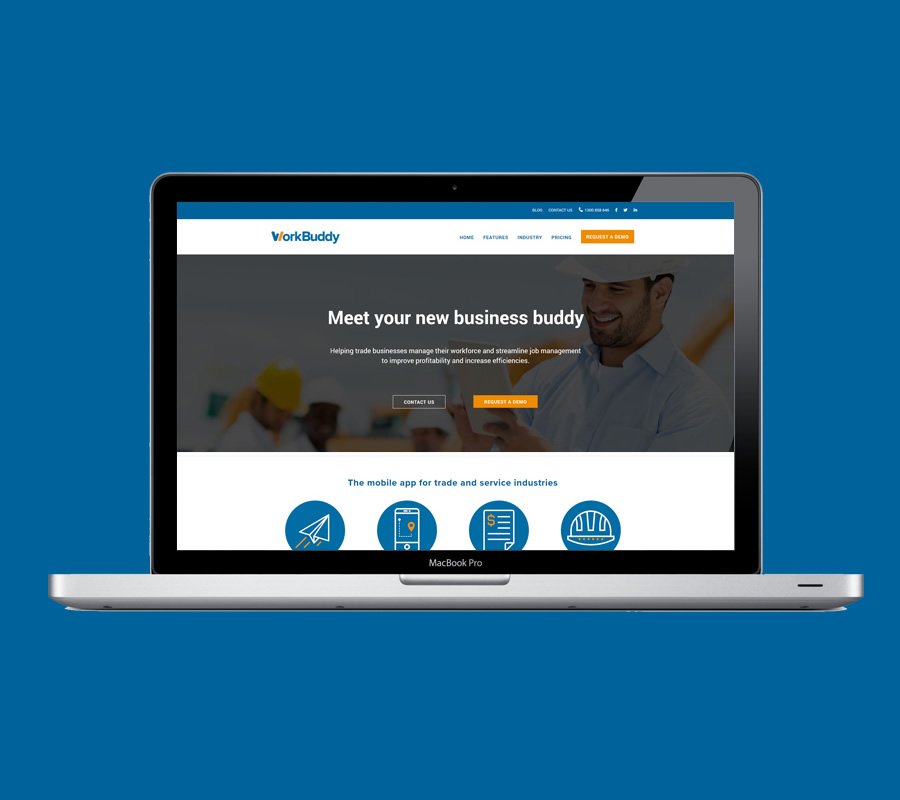 BLOG CONTACT US 1300 858 646
WorkBuddy
HOME FEATURES INDUSTRY PRICING REQUEST A DEMO
Meet your new business buddy
Helping trade businesses manage their workforce and streamline job management
to improve profitability and increase efficiencies.
CONTACT US REQUEST A DEMO
The mobile app for trade and service industries
$
MacBook Pro